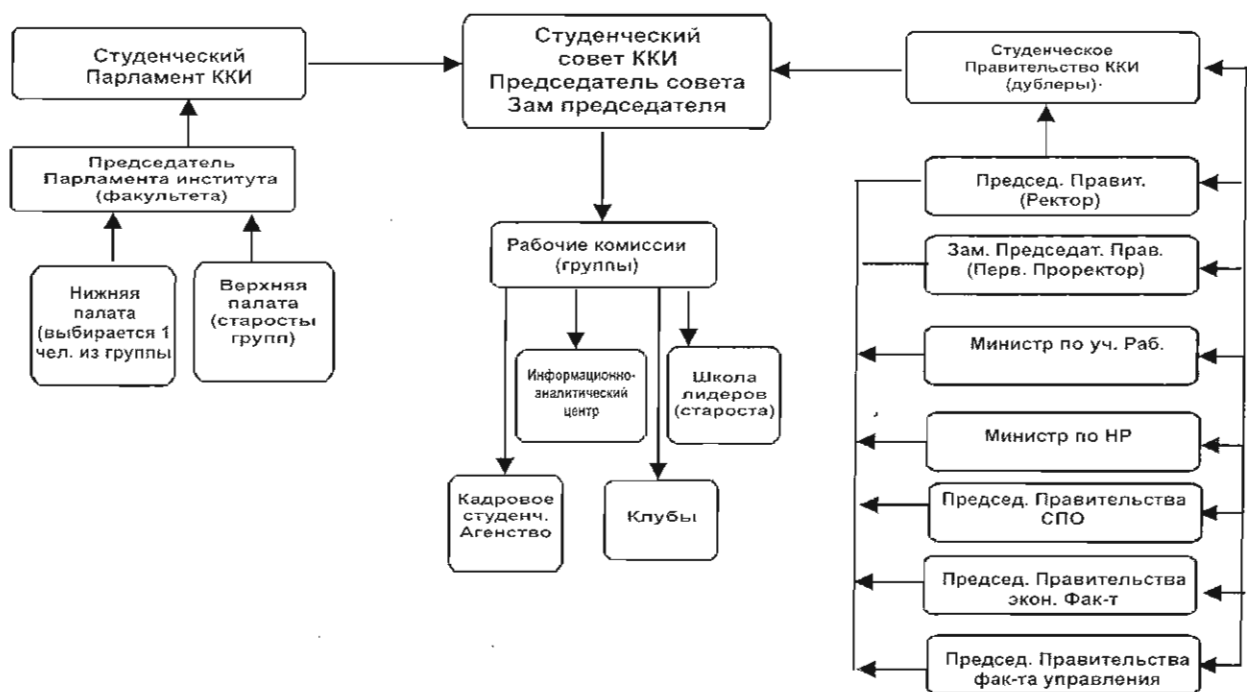 Студенческий
Парламент ККИ
Председатель
Парламента института
(факультета)
Нижняя
палата
(выбирается 1
чел. из группы
Верхняя
палата
(старосты
групп)
Студенческий
совет ККИ
Председатель совета
Зам председателя
Рабочие комиссии
(группы)
Информационно-
аналитический
центр
Школа
лидеров
(староста)
Кадровое
студенч.
Агенство
Клубы
Студенческое
Правительство ККИ
(дублеры)
Председ. Правит.
(Ректор)
Зам. Председат. Прав.
(Перв. Проректор)
Министр по уч. Раб.
Министр по НР
Председ. Правительства
СПО
Председ. Правительства
экон. Фак-т
Председ. Правительства
фак-та управления